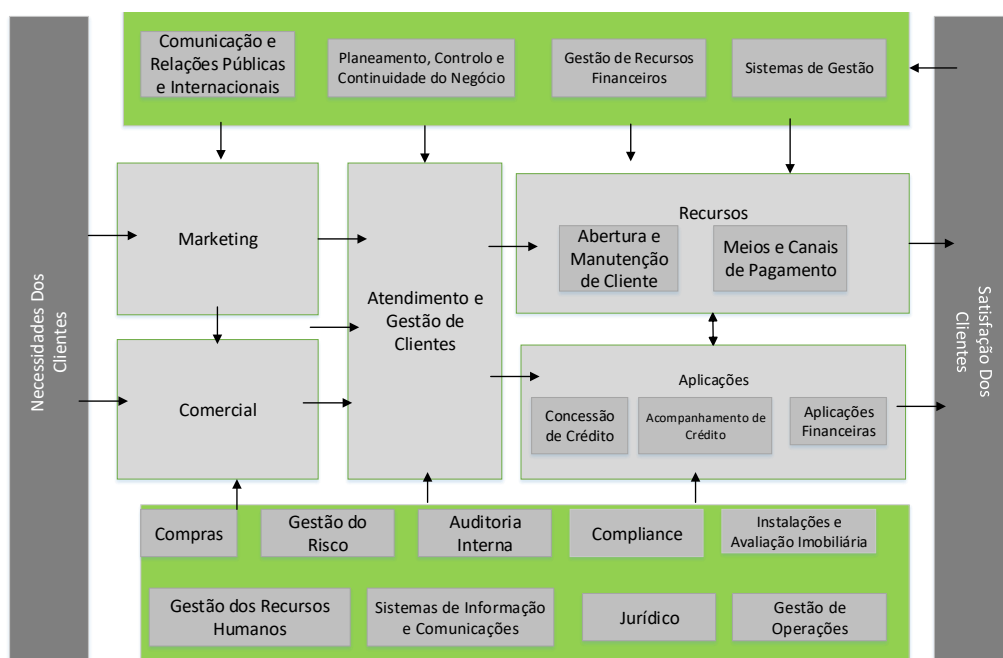 Comunicação e
Relações Públicas
e Internacionais
Planeamento, Controlo e
Continuidade do Negócio
Gestão de Recursos
Financeiros
Sistemas de Gestão
Necessidades Dos
Clientes
Marketing
Comercial
Atendimento e
Gestão de
Clientes
Recursos
Abertura e
Manutenção
de Cliente
Meios e Canais
de Pagamento
Aplicações
Concessão
de Crédito
Acompanhamento de
Crédito
Aplicações
Financeiras
Satisfação Dos
Clientes
Compras
Gestão do
Risco
Auditoria
Interna
Compliance
Instalações e
Avaliação Imobiliária
Gestão dos Recursos
Humanos
Sistemas de Informação
e Comunicações
Jurídico
Gestão de
Operações